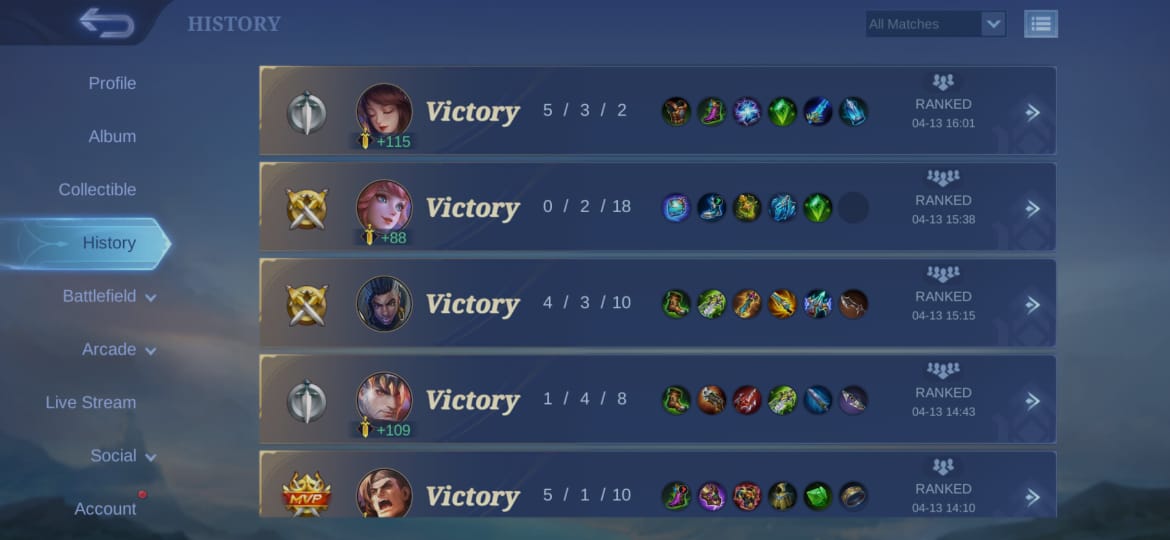 HISTORY
All Matches
Profile
Album
Collectible
History
Battlefield
Arcade
Live Stream
Social
Account
Victory 5 / 3 / 2 RANKED
+115 04-13 16:01
Victory 0 / 2 / 18 RANKED
+88 04-13 15:38
Victory 4 / 3 / 10 RANKED
04-13 15:15
Victory 1 / 4 / 8 RANKED
+109 04-13 14:43
MVP Victory 5 / 1 / 10 RANKED
04-13 14:10